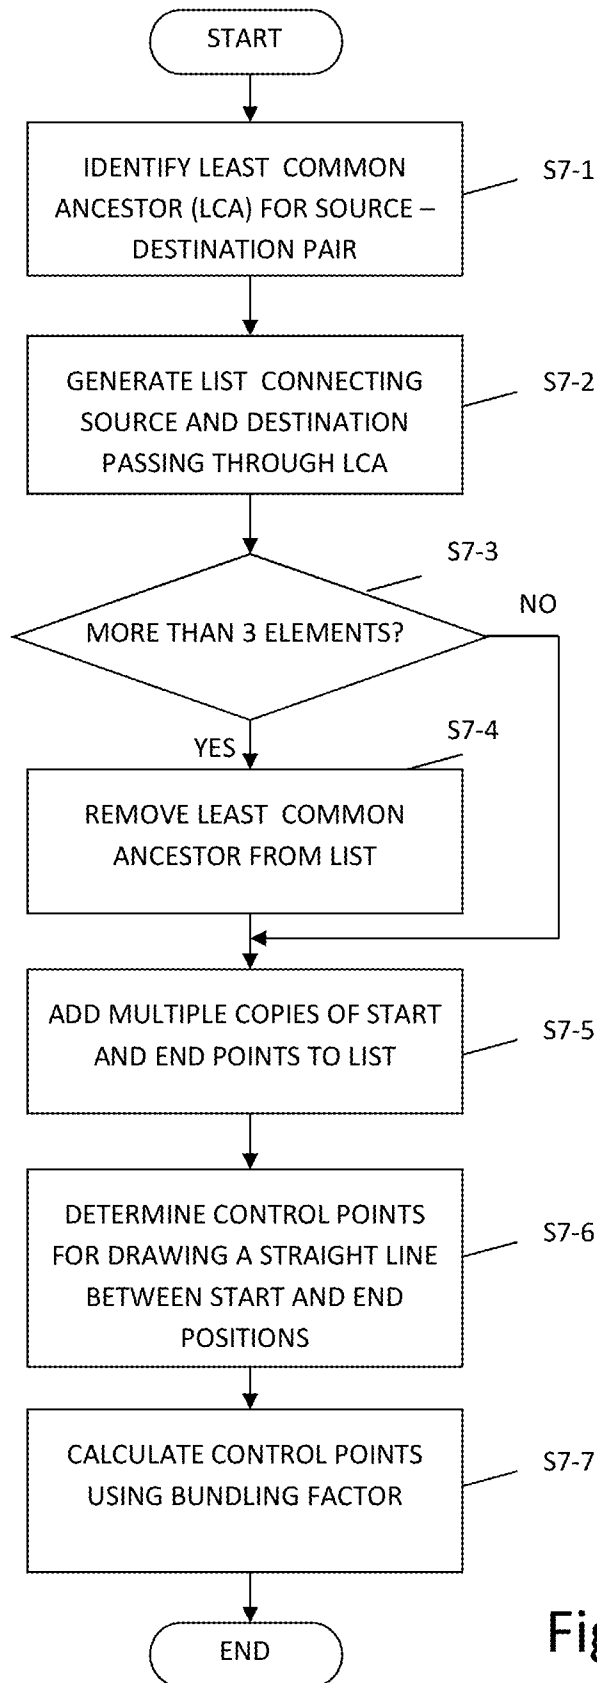 START
IDENTIFY LEAST COMMON
ANCESTOR (LCA) FOR SOURCE –
DESTINATION PAIR
S7-1
GENERATE LIST CONNECTING
SOURCE AND DESTINATION
PASSING THROUGH LCA
S7-2
S7-3
MORE THAN 3 ELEMENTS?
NO
YES
S7-4
REMOVE LEAST COMMON
ANCESTOR FROM LIST
ADD MULTIPLE COPIES OF START
AND END POINTS TO LIST
S7-5
DETERMINE CONTROL POINTS
FOR DRAWING A STRAIGHT LINE
BETWEEN START AND END
POSITIONS
S7-6
CALCULATE CONTROL POINTS
USING BUNDLING FACTOR
S7-7
END